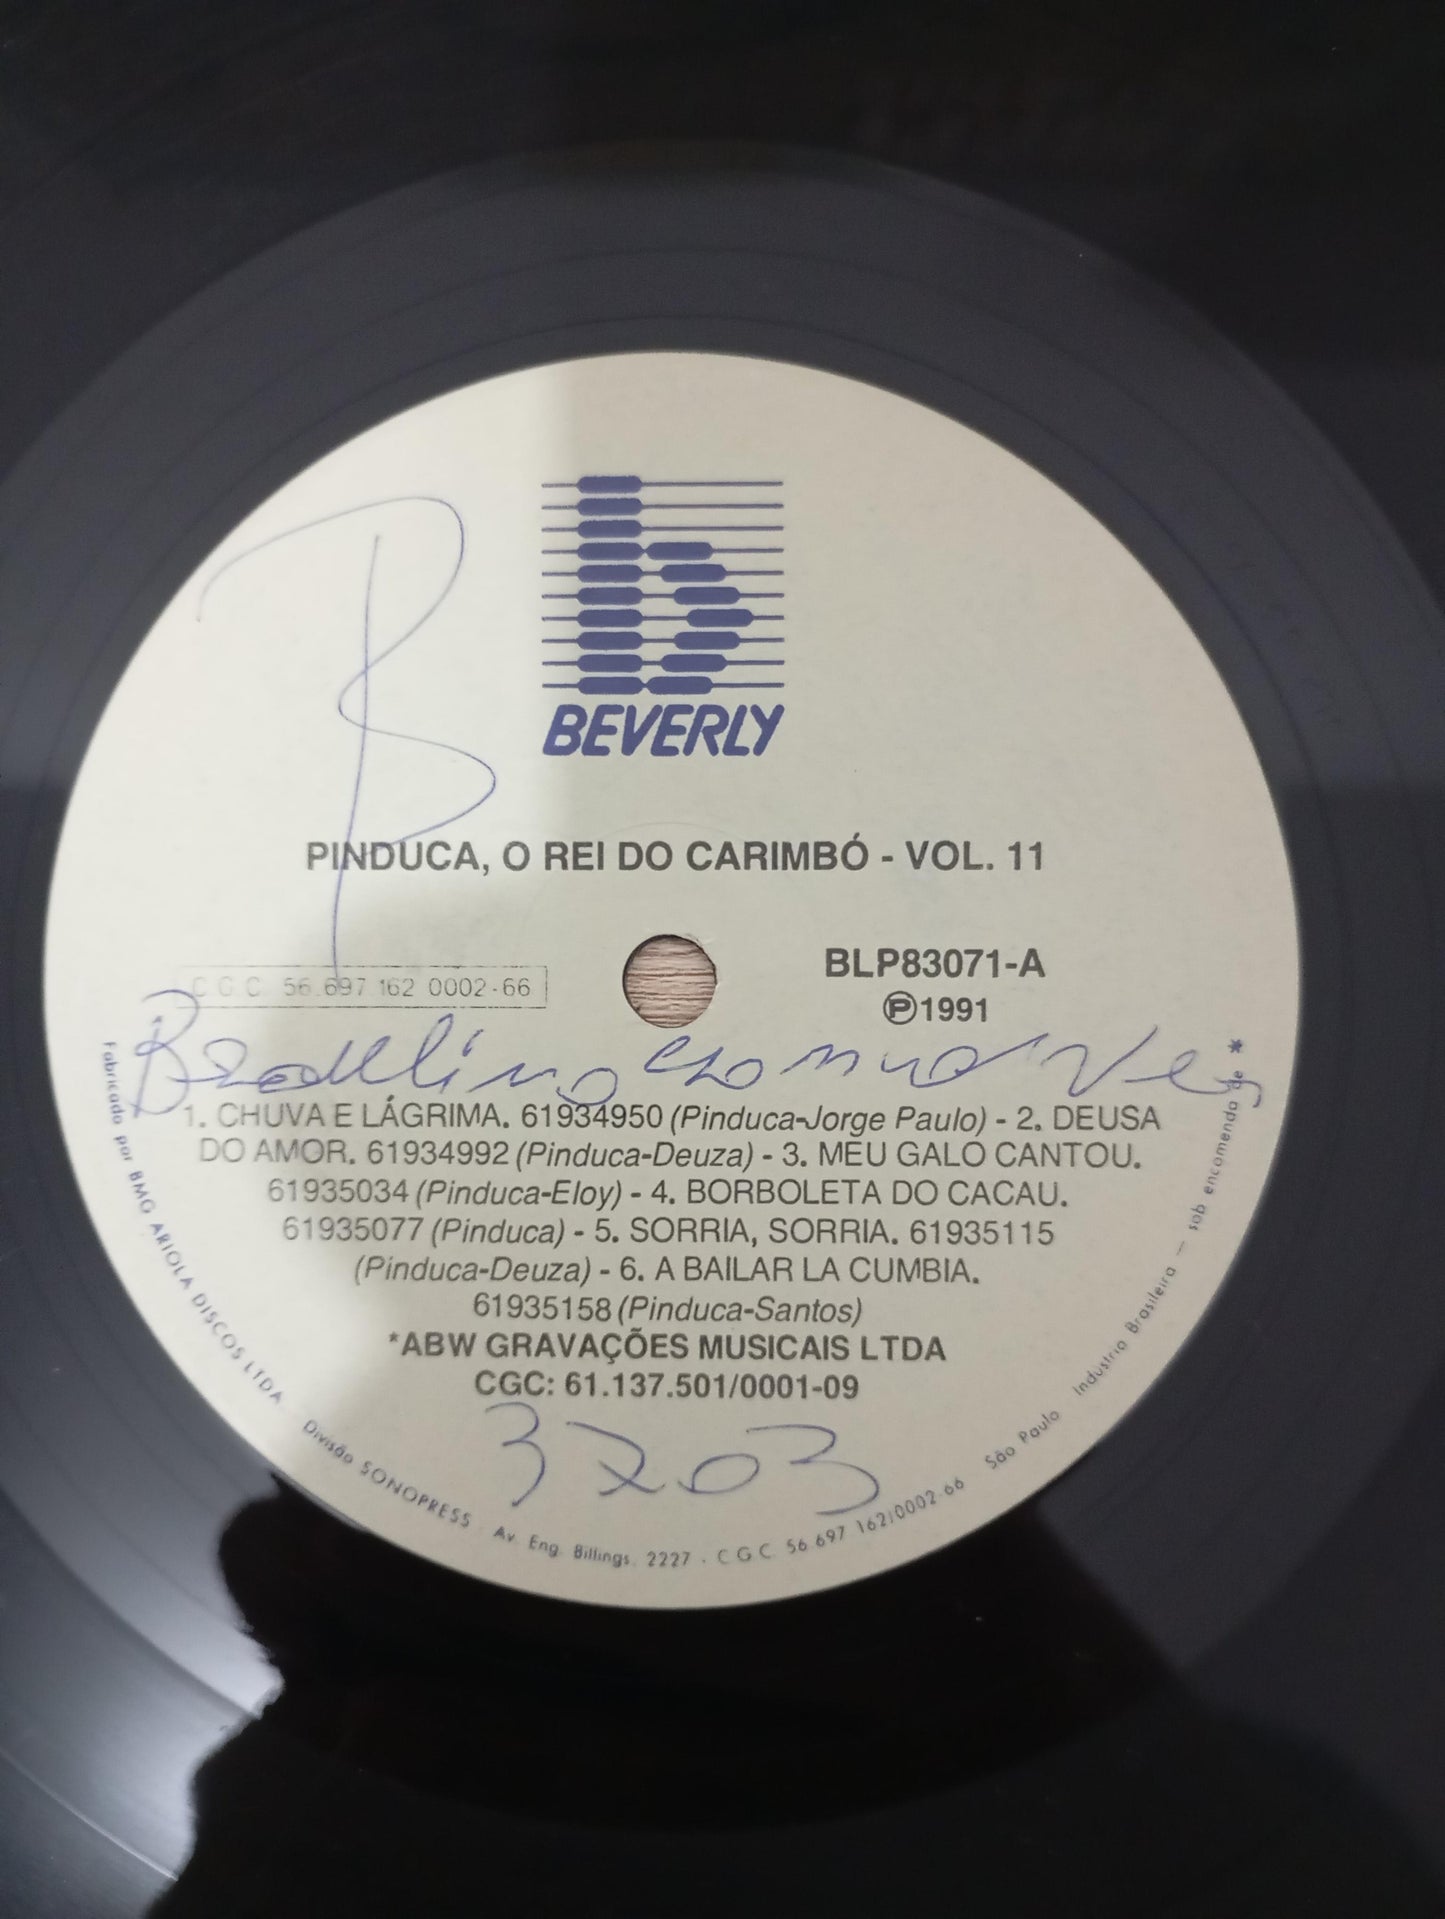 BEVERLY
PINDUCA, O REI DO CARIMBÓ - VOL. 11
BLP83071-A
C G C 56.697 162 0002-66
℗1991
1. CHUVA E LÁGRIMA. 61934950 (Pinduca-Jorge Paulo) - 2. DEUSA
DO AMOR. 61934992 (Pinduca-Deuza) - 3. MEU GALO CANTOU.
61935034 (Pinduca-Eloy) - 4. BORBOLETA DO CACAU.
61935077 (Pinduca) - 5. SORRIA, SORRIA. 61935115
(Pinduca-Deuza) - 6. A BAILAR LA CUMBIA.
61935158 (Pinduca-Santos)
*ABW GRAVAÇÕES MUSICAIS LTDA
CGC: 61.137.501/0001-09
3703
Fabricado por BMG ARIOLA DISCOS LTDA Divisão SONOPRESS Av. Eng. Billings, 2227 . C G C 56.697 162/0002-66 São Paulo Indústria Brasileira — sob encomenda de *